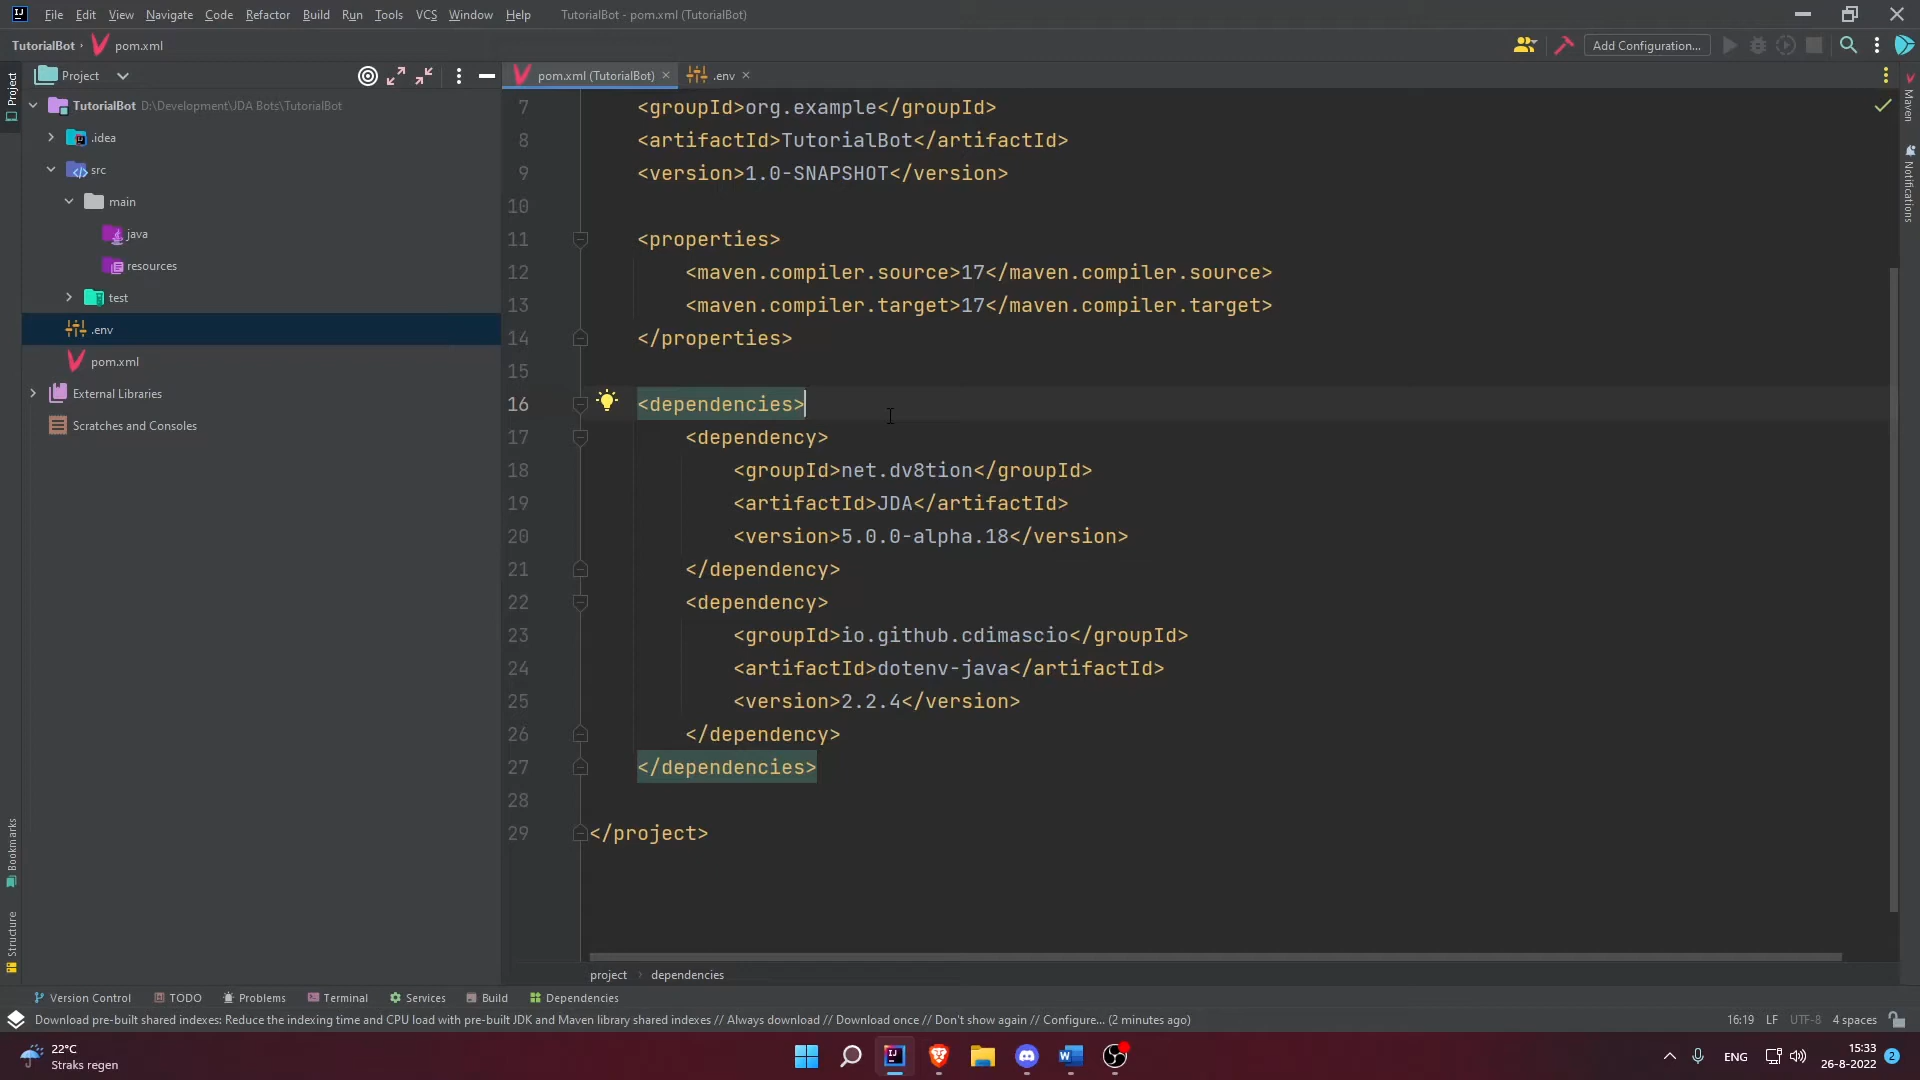 File Edit View Navigate Code Refactor Build Run Tools VCS Window Help TutorialBot - pom.xml (TutorialBot)
TutorialBot pom.xml Add Configuration...
Project
Project
pom.xml (TutorialBot) .env
Maven
Notifications
TutorialBot D:\Development\JDA Bots\TutorialBot
.idea
src
main
java
resources
test
.env
pom.xml
External Libraries
Scratches and Consoles
7 <groupId>org.example</groupId>
8 <artifactId>TutorialBot</artifactId>
9 <version>1.0-SNAPSHOT</version>
10
11 <properties>
12 <maven.compiler.source>17</maven.compiler.source>
13 <maven.compiler.target>17</maven.compiler.target>
14 </properties>
15
16 <dependencies>
17 <dependency>
18 <groupId>net.dv8tion</groupId>
19 <artifactId>JDA</artifactId>
20 <version>5.0.0-alpha.18</version>
21 </dependency>
22 <dependency>
23 <groupId>io.github.cdimascio</groupId>
24 <artifactId>dotenv-java</artifactId>
25 <version>2.2.4</version>
26 </dependency>
27 </dependencies>
28
29 </project>
Bookmarks
Structure
project dependencies
Version Control TODO Problems Terminal Services Build Dependencies
Download pre-built shared indexes: Reduce the indexing time and CPU load with pre-built JDK and Maven library shared indexes // Always download // Download once // Don't show again // Configure... (2 minutes ago) 16:19 LF UTF-8 4 spaces
22°C
Straks regen
ENG
15:33
26-8-2022
2